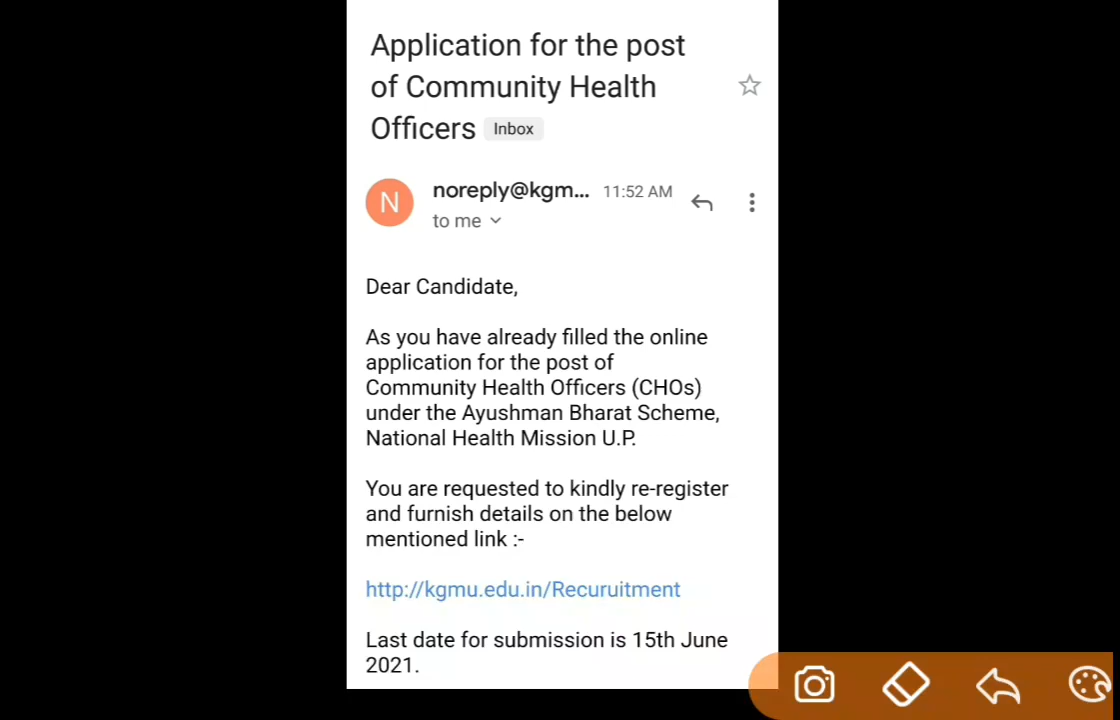 Application for the post
of Community Health
Officers Inbox
N
noreply@kgm... 11:52 AM
to me
Dear Candidate,
As you have already filled the online
application for the post of
Community Health Officers (CHOs)
under the Ayushman Bharat Scheme,
National Health Mission U.P.
You are requested to kindly re-register
and furnish details on the below
mentioned link :-
http://kgmu.edu.in/Recuruitment
Last date for submission is 15th June
2021.